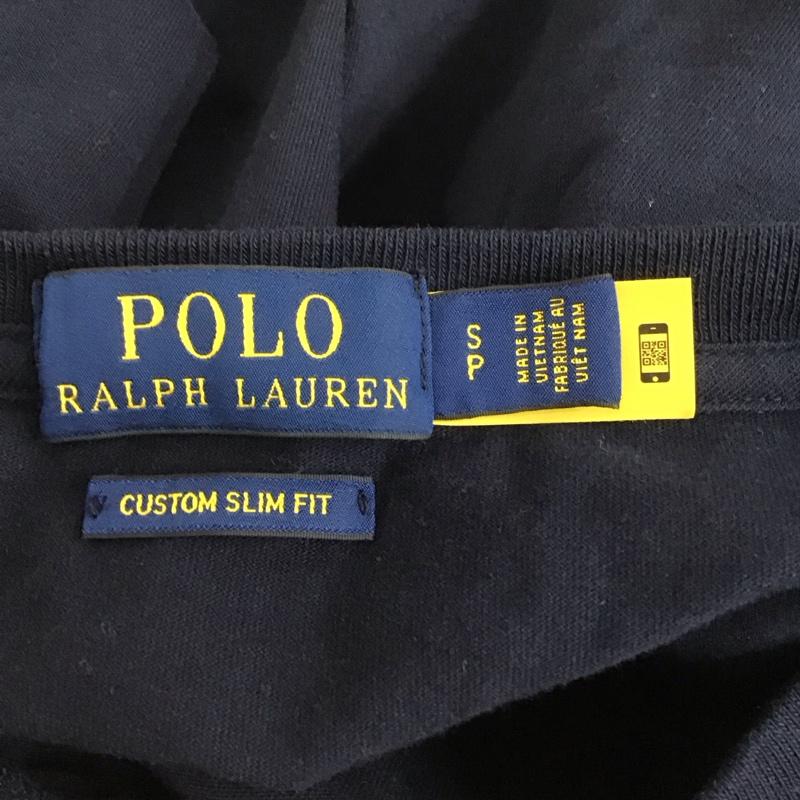 POLO
RALPH LAUREN
S
P
MADE IN
VIETNAM
FABRIQUÉ AU
VIÊT NAM
CUSTOM SLIM FIT